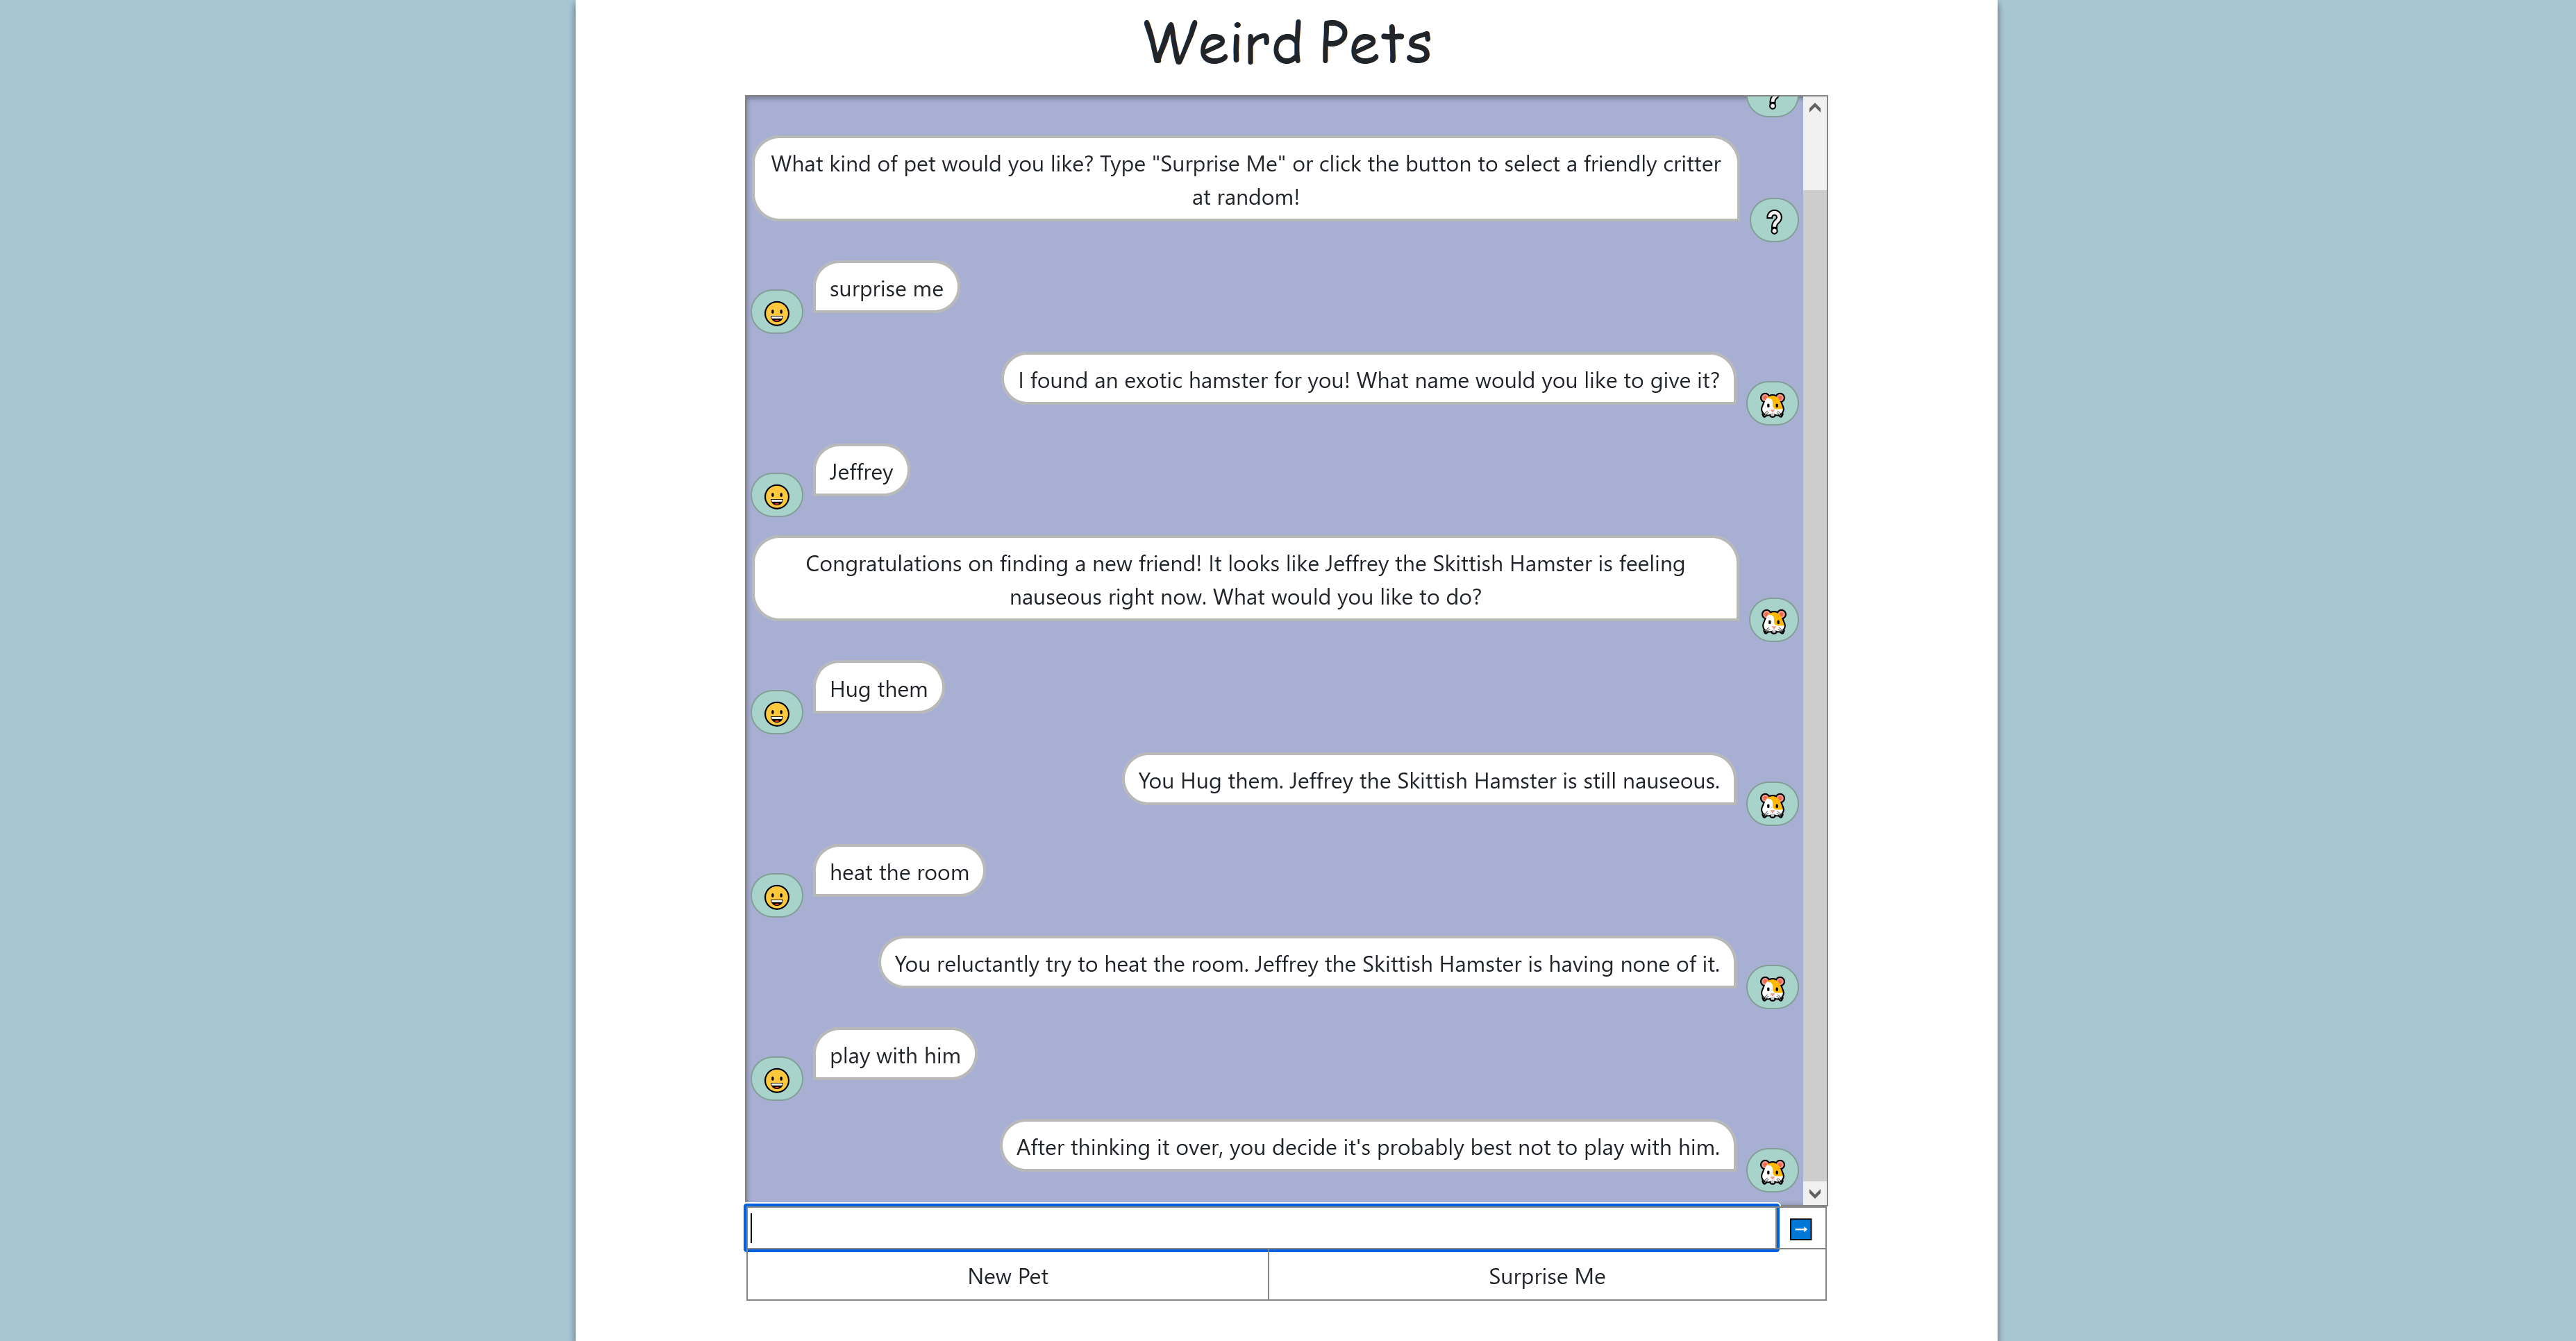 Weird Pets
?
What kind of pet would you like? Type "Surprise Me" or click the button to select a friendly critter
at random!
?
surprise me
I found an exotic hamster for you! What name would you like to give it?
Jeffrey
Congratulations on finding a new friend! It looks like Jeffrey the Skittish Hamster is feeling
nauseous right now. What would you like to do?
Hug them
You Hug them. Jeffrey the Skittish Hamster is still nauseous.
heat the room
You reluctantly try to heat the room. Jeffrey the Skittish Hamster is having none of it.
play with him
After thinking it over, you decide it's probably best not to play with him.
New Pet
Surprise Me